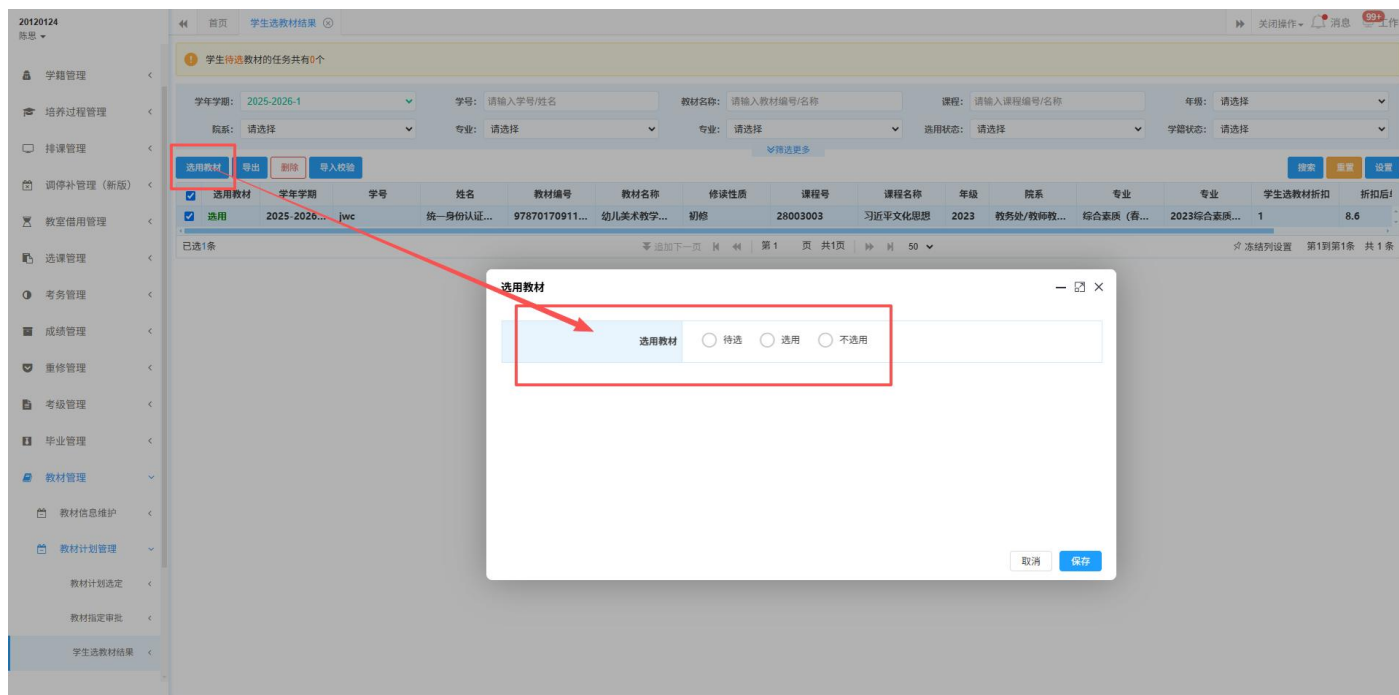 20120124
陈思
首页 学生选教材结果
关闭操作 消息 99+ 工作
学籍管理
培养过程管理
排课管理
调停补管理（新版）
教室借用管理
选课管理
考务管理
成绩管理
重修管理
考级管理
毕业管理
教材管理
教材信息维护
教材计划管理
教材计划选定
教材指定审批
学生选教材结果
学生待选教材的任务共有0个
学年学期: 2025-2026-1 学号: 请输入学号/姓名 教材名称: 请输入教材编号/名称 课程: 请输入课程编号/名称 年级: 请选择
院系: 请选择 专业: 请选择 专业: 请选择 选用状态: 请选择 学籍状态: 请选择
筛选更多
选用教材 导出 删除 导入校验 搜索 重置 设置
选用教材 学年学期 学号 姓名 教材编号 教材名称 修读性质 课程号 课程名称 年级 院系 专业 专业 学生选教材折扣 折扣后
选用 2025-2026... jwc 统一身份认证... 97870170911... 幼儿美术教学... 初修 28003003 习近平文化思想 2023 教务处/教师教... 综合素质（春... 2023综合素质... 1 8.6
已选1条 追加下一页 第 1 页 共1页 50 冻结列设置 第1到第1条 共 1 条
选用教材
选用教材 待选 选用 不选用
取消 保存